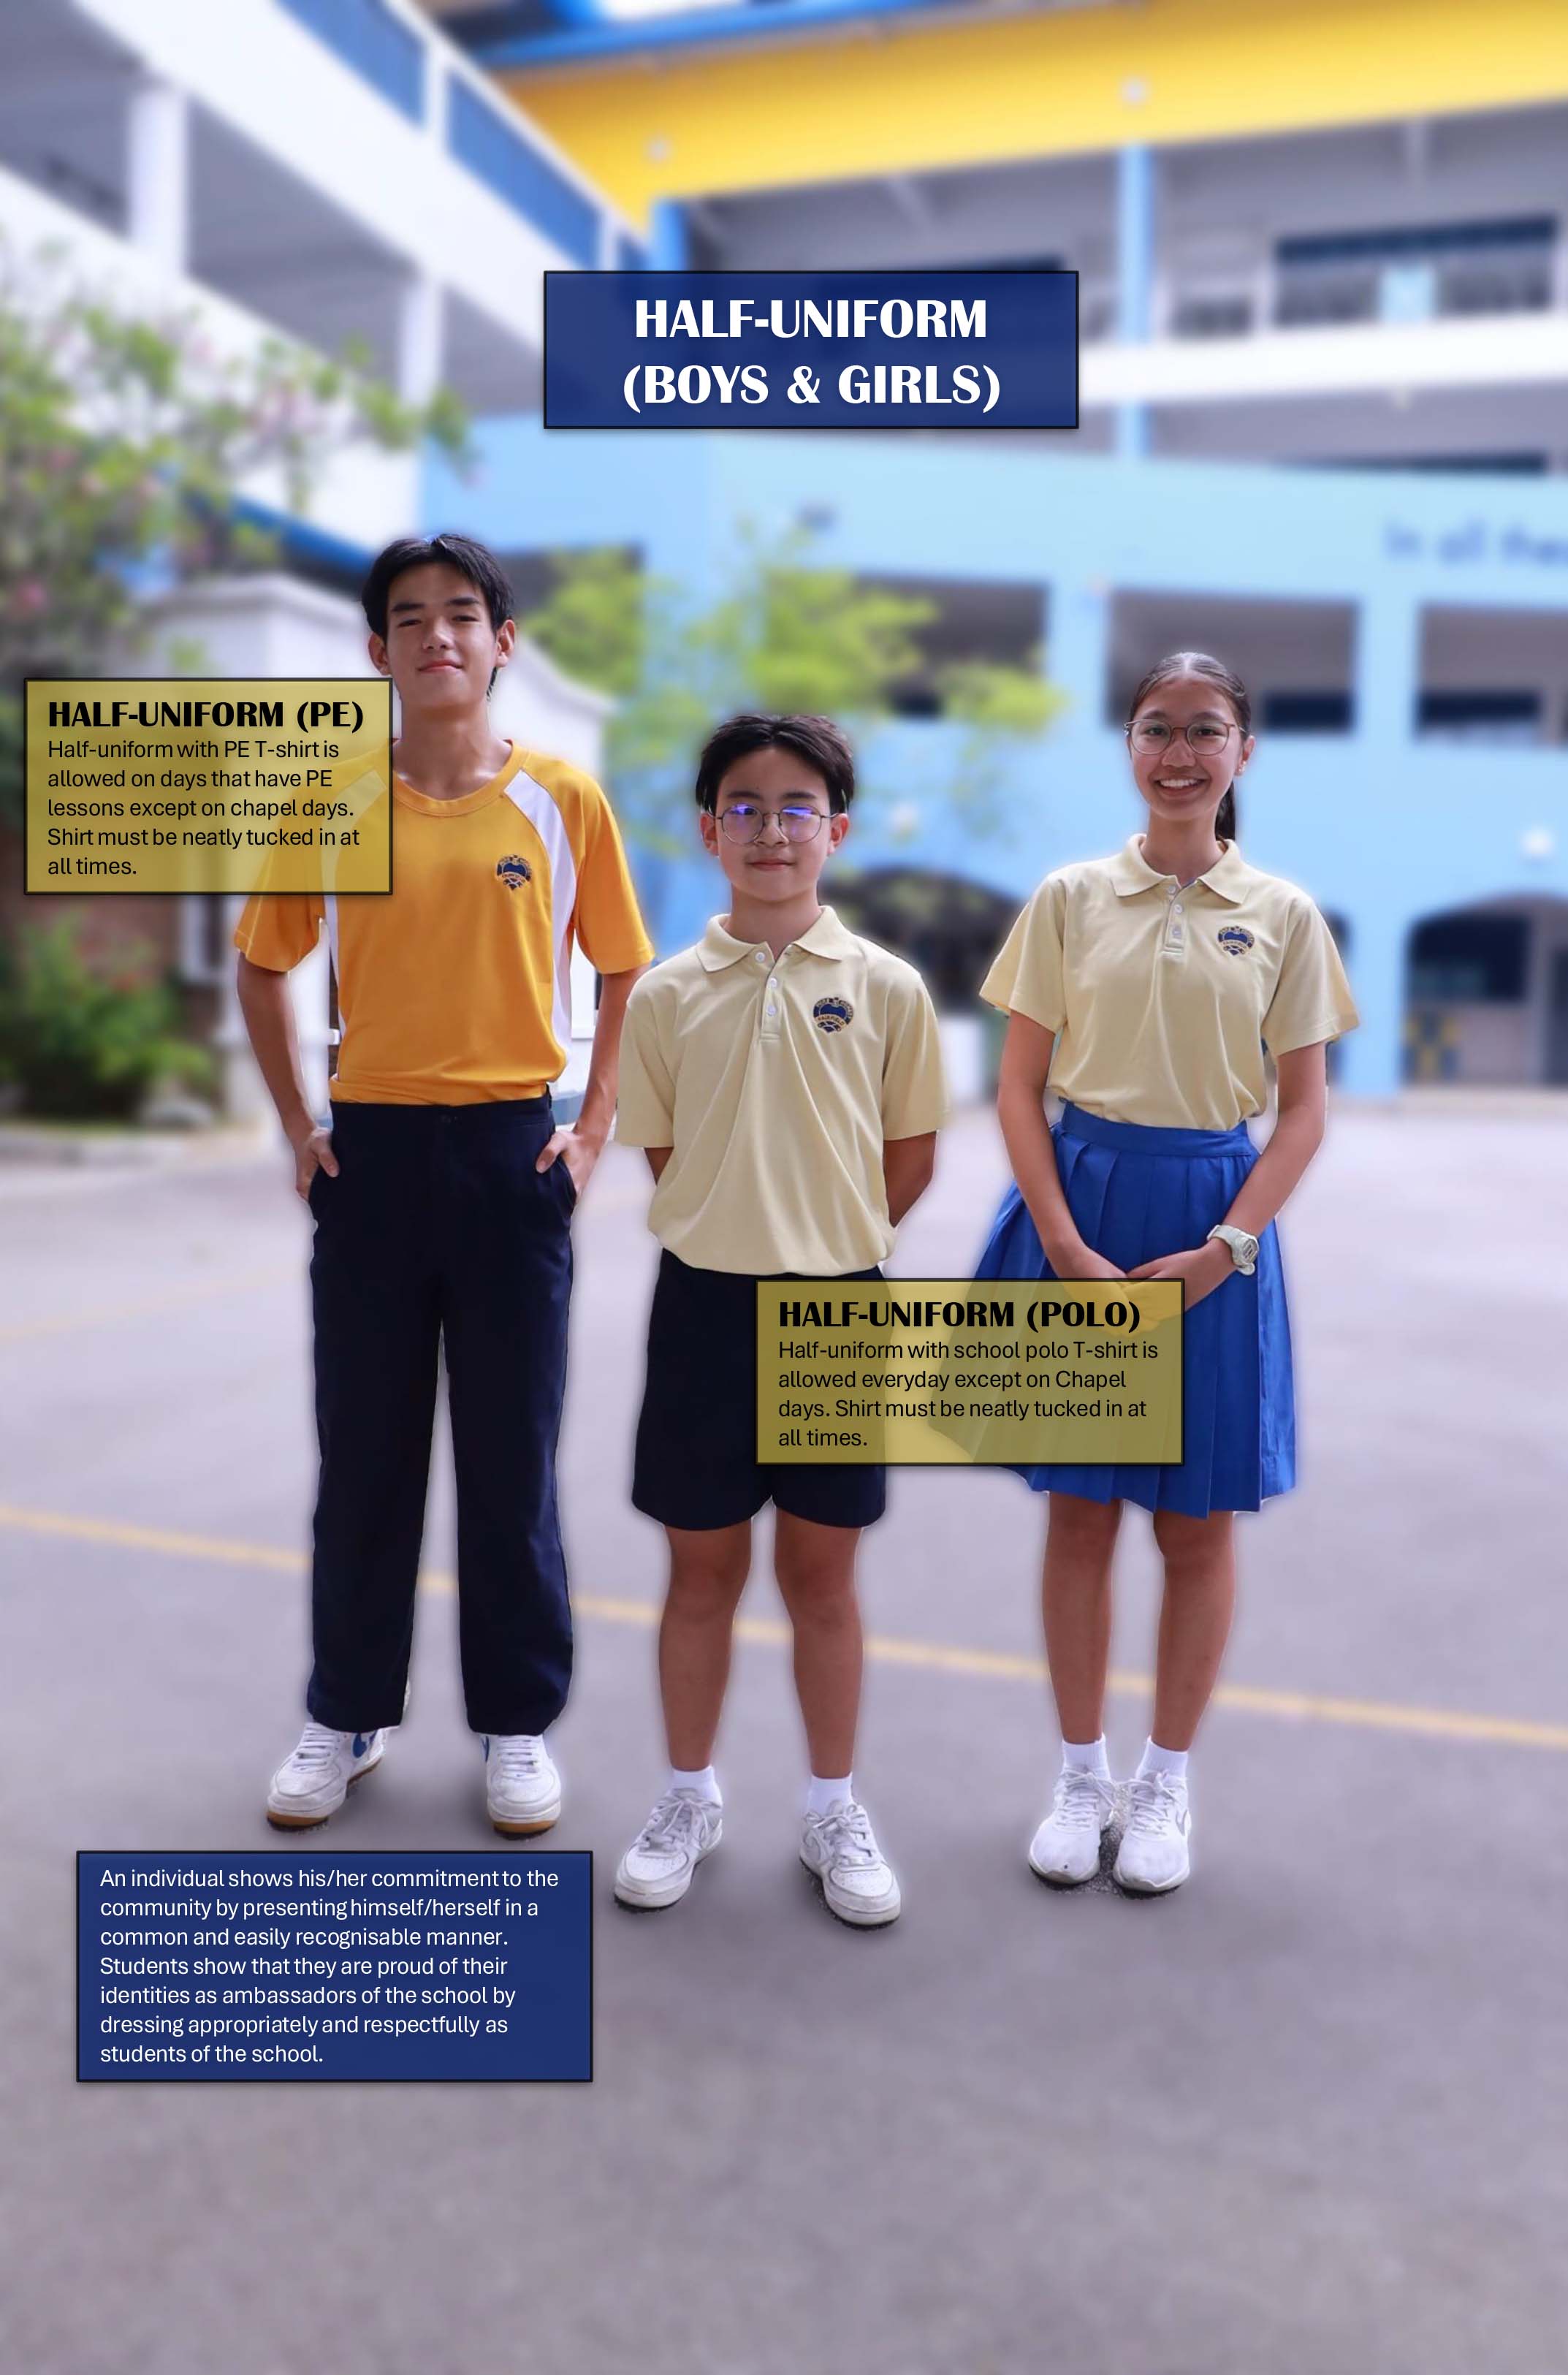 HALF-UNIFORM
(BOYS & GIRLS)
in all the
HALF-UNIFORM (PE)
Half-uniform with PE T-shirt is
allowed on days that have PE
lessons except on chapel days.
Shirt must be neatly tucked in at
all times.
HALF-UNIFORM (POLO)
Half-uniform with school polo T-shirt is
allowed everyday except on Chapel
days. Shirt must be neatly tucked in at
all times.
An individual shows his/her commitment to the
community by presenting himself/herself in a
common and easily recognisable manner.
Students show that they are proud of their
identities as ambassadors of the school by
dressing appropriately and respectfully as
students of the school.